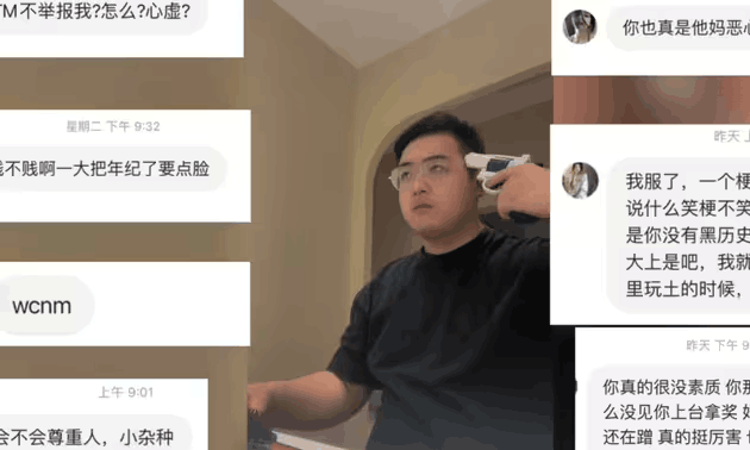 TM不举报我?怎么?心虚?
星期二 下午 9:32
不贱啊一大把年纪了要点脸
wcnm
上午 9:01
会不会尊重人，小杂种
你也真是他妈恶心
昨天 上
我服了，一个梗
说什么笑梗不笑
是你没有黑历史
大上是吧，我就
里玩土的时候，
昨天 下午 9
你真的很没素质 你那
么没见你上台拿奖 
还在蹭 真的挺厉害